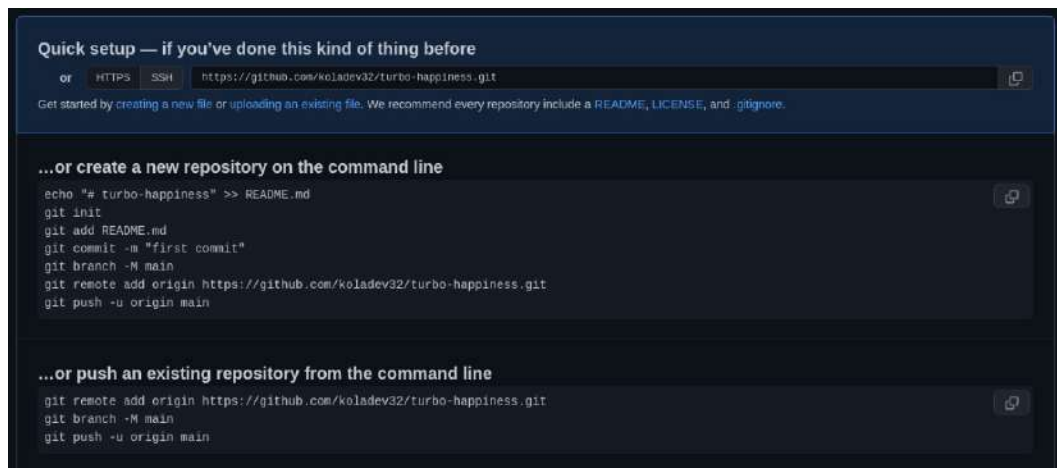 Quick setup — if you've done this kind of thing before
or HTTPS SSH https://github.com/koladev32/turbo-happiness.git
Get started by creating a new file or uploading an existing file. We recommend every repository include a README, LICENSE, and .gitignore.
...or create a new repository on the command line
echo "# turbo-happiness" >> README.md
git init
git add README.md
git commit -m "first commit"
git branch -M main
git remote add origin https://github.com/koladev32/turbo-happiness.git
git push -u origin main
...or push an existing repository from the command line
git remote add origin https://github.com/koladev32/turbo-happiness.git
git branch -M main
git push -u origin main